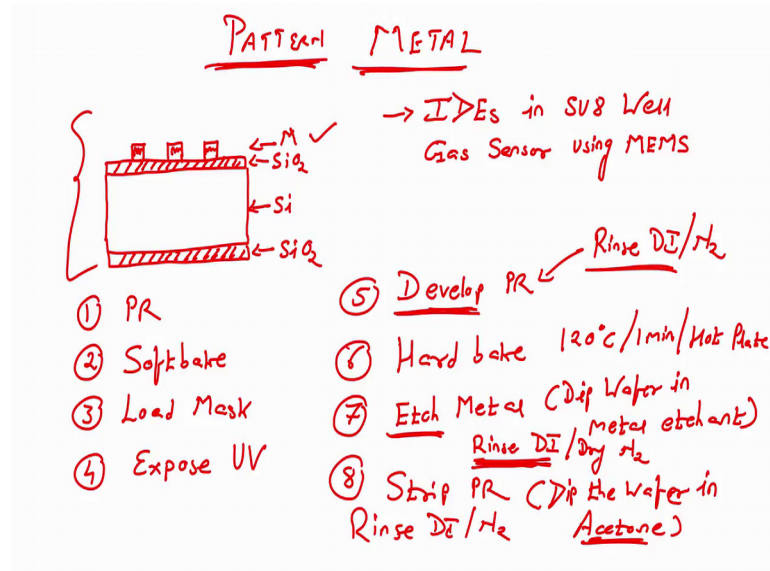 PATTERN METAL
→ IDEs in SU8 Well
Gas Sensor using MEMS
M M M
← M ✓
← SiO2
← Si
← SiO2
① PR
② Softbake
③ Load Mask
④ Expose UV
Rinse DI/N2
⑤ Develop PR
⑥ Hard bake 120°C/1min/Hot Plate
⑦ Etch Metal (Dip Wafer in
metal etchant)
Rinse DI/Dry N2
⑧ Strip PR (Dip the Wafer in
Rinse DI/N2 Acetone)